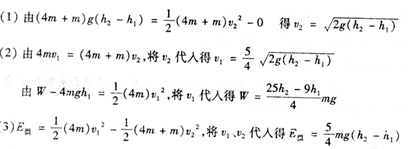 (1) 由(4m + m)g(h₂ - h₁) = 1/2(4m + m)v₂² - 0 得 v₂ = √(2g(h₂ - h₁))
(2) 由 4mv₁ = (4m + m)v₂,将 v₂ 代入得 v₁ = 5/4 √(2g(h₂ - h₁))
由 W - 4mgh₁ = 1/2(4m)v₁²,将 v₁ 代入得 W = (25h₂ - 9h₁)/4 mg
(3) E损 = 1/2(4m)v₁² - 1/2(4m + m)v₂²,将 v₁、v₂ 代入得 E损 = 5/4 mg(h₂ - h₁)